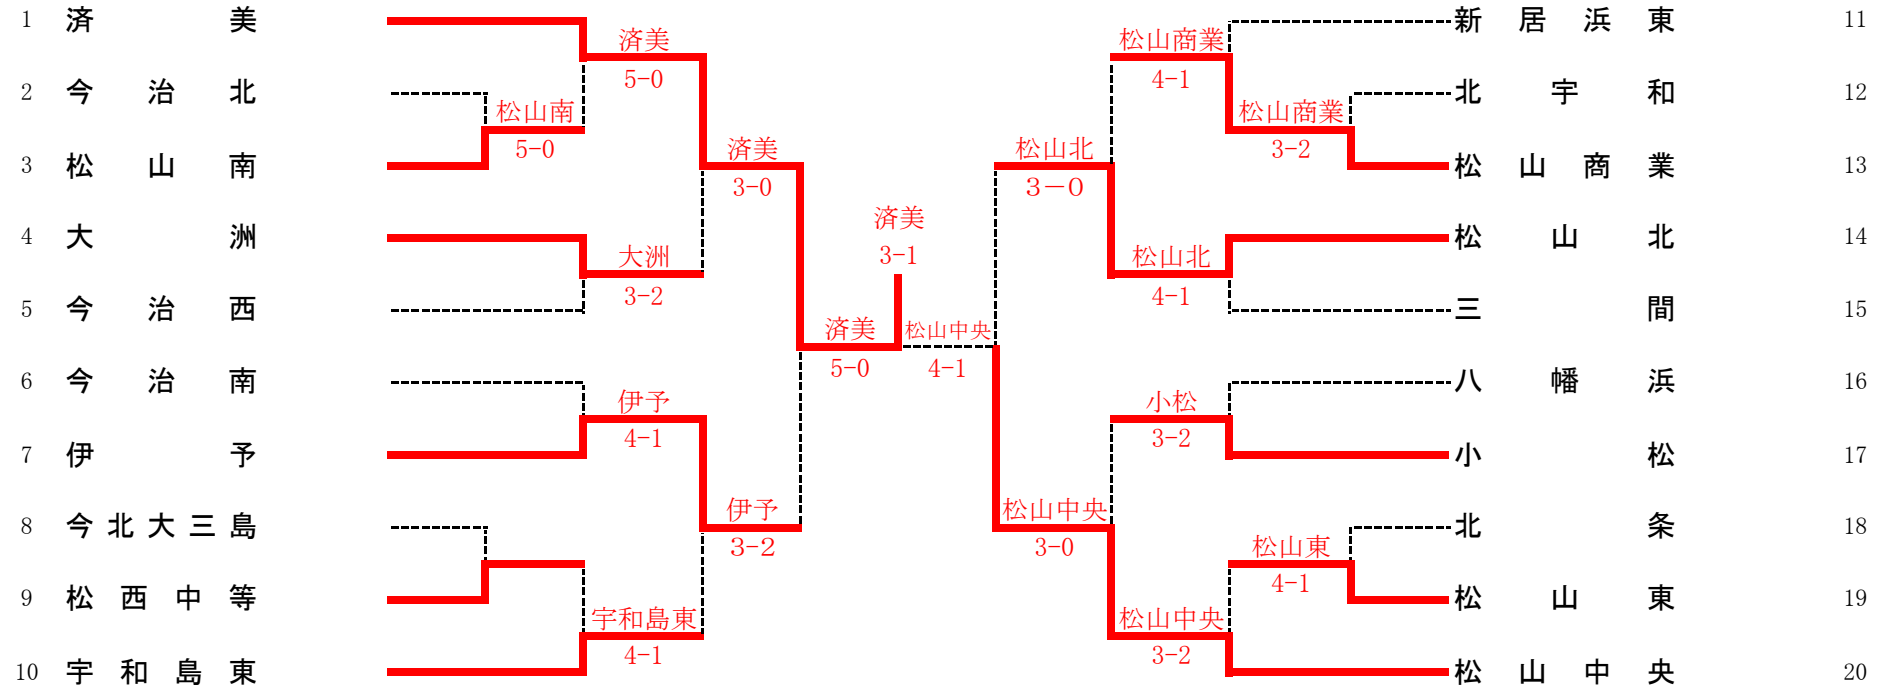 1 済美 新居浜東 11
済美 松山商業
5-0 4-1
2 今治北 北宇和 12
松山南 松山商業
5-0 3-2
済美 松山北
3 松山南 松山商業 13
3-0 3－0
済美
4 大洲 松山北 14
3-1
大洲 松山北
3-2 4-1
5 今治西 三間 15
済美 松山中央
5-0 4-1
6 今治南 八幡浜 16
伊予 小松
4-1 3-2
7 伊予 小松 17
伊予 松山中央
8 今北大三島 北条 18
3-2 3-0
松山東
4-1
9 松西中等 松山東 19
宇和島東 松山中央
4-1 3-2
10 宇和島東 松山中央 20